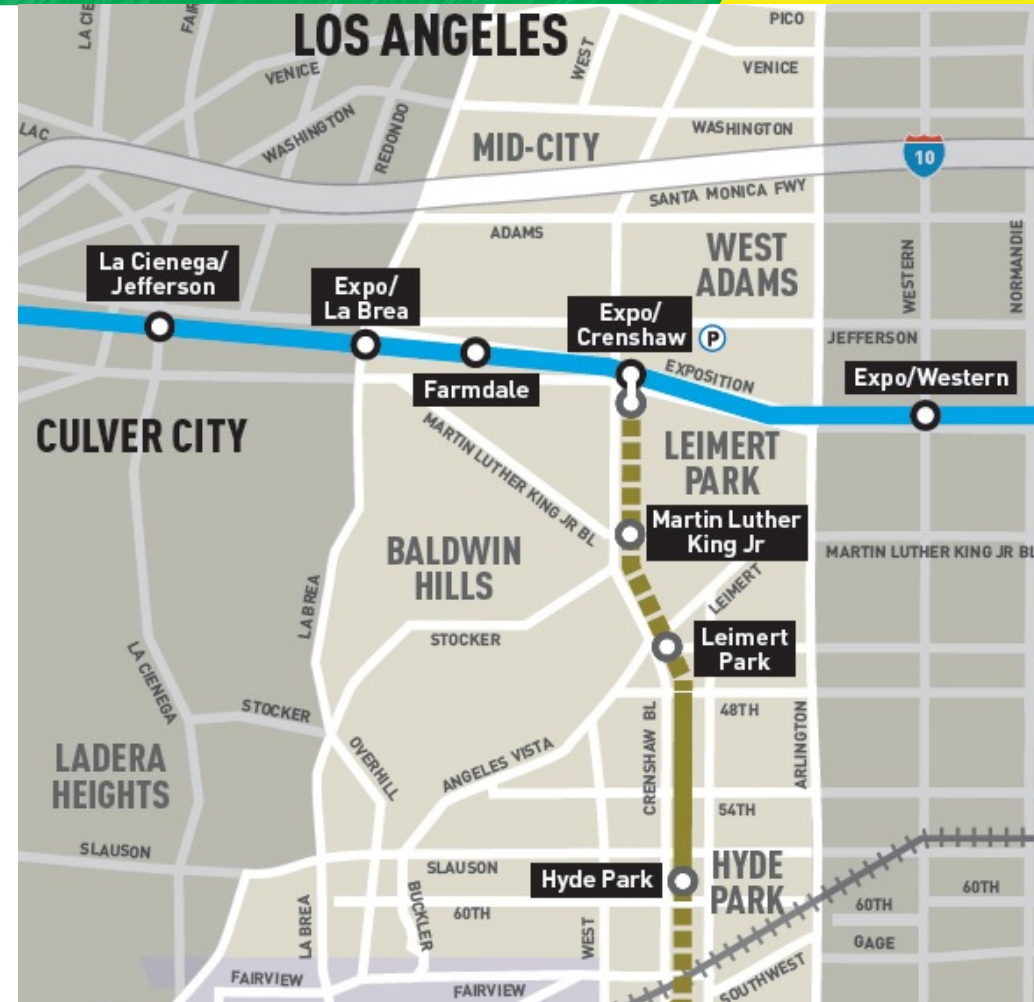 LA CIE
FAIR
LOS ANGELES
PICO
WEST
VENICE
VENICE
LAC
WASHINGTON
REDONDO
WASHINGTON
MID-CITY
10
SANTA MONICA FWY
ADAMS
WEST
ADAMS
WESTERN
NORMANDIE
La Cienega/
Jefferson
Expo/
La Brea
Expo/
Crenshaw
P
JEFFERSON
Farmdale
EXPOSITION
Expo/Western
CULVER CITY
MARTIN LUTHER KING JR BL
LEIMERT
PARK
Martin Luther
King Jr
MARTIN LUTHER KING JR BL
BALDWIN
HILLS
LEIMERT
LA BREA
STOCKER
Leimert
Park
LA CIENEGA
STOCKER
48TH
CRENSHAW BL
ARLINGTON
OVERHILL
ANGELES VISTA
LADERA
HEIGHTS
54TH
SLAUSON
SLAUSON
Hyde Park
HYDE
PARK
BUCKLER
60TH
60TH
60TH
LA BREA
WEST
GAGE
FAIRVIEW
FAIRVIEW
SOUTHWEST